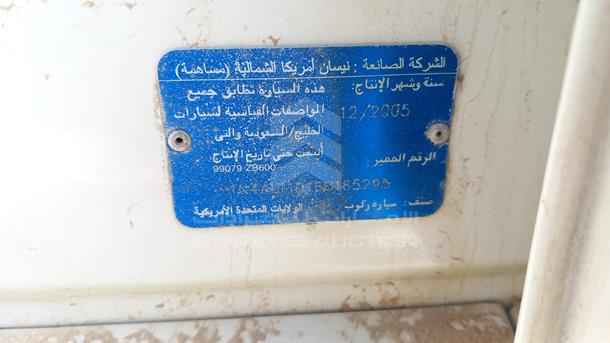 الشركة الصانعة : نيسان أمريكا الشمالية (مساهمة)
سنة وشهر الإنتاج: هذه السيارة تطابق جميع
12/2005 المواصفات القياسية لسيارات
الخليج/السعودية والتي
الرقم المميز : أنيحت حتى تاريخ الإنتاج
99079 ZB600
صنف : سيارة ركوب الولايات المتحدة الأمريكية
EMIRATES AUCTION